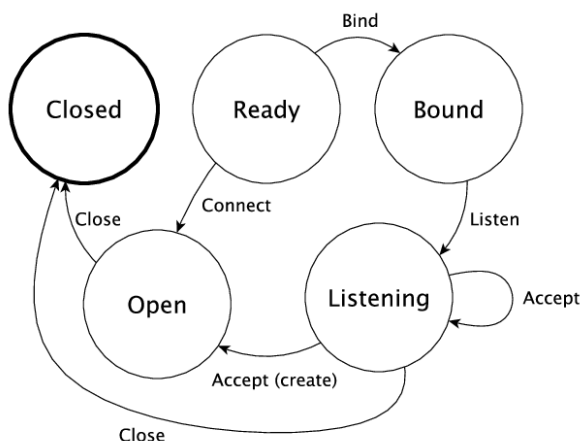 Bind
Closed
Ready
Bound
Connect
Close
Listen
Open
Listening
Accept
Accept (create)
Close